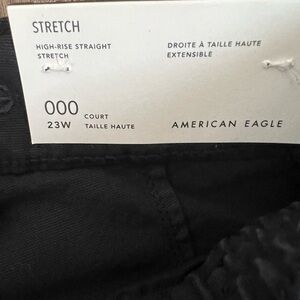 STRETCH
HIGH-RISE STRAIGHT
STRETCH
DROITE À TAILLE HAUTE
EXTENSIBLE
000 COURT
23W TAILLE HAUTE
AMERICAN EAGLE